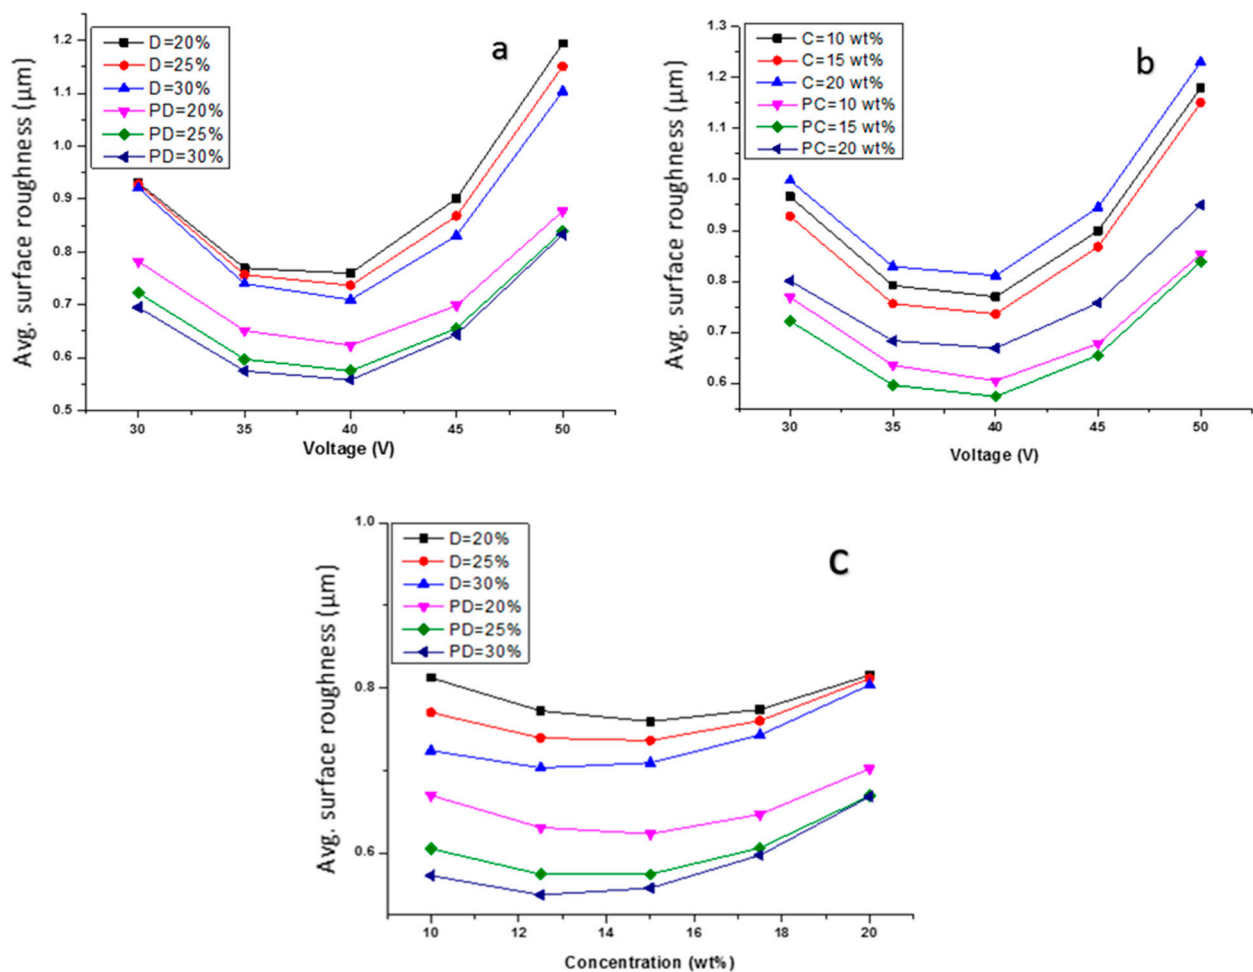 a
D=20%
D=25%
D=30%
PD=20%
PD=25%
PD=30%
Avg. surface roughness (µm)
1.2
1.1
1.0
0.9
0.8
0.7
0.6
0.5
30 35 40 45 50
Voltage (V)
b
C=10 wt%
C=15 wt%
C=20 wt%
PC=10 wt%
PC=15 wt%
PC=20 wt%
Avg. surface roughness (µm)
1.3
1.2
1.1
1.0
0.9
0.8
0.7
0.6
30 35 40 45 50
Voltage (V)
C
D=20%
D=25%
D=30%
PD=20%
PD=25%
PD=30%
Avg. surface roughness (µm)
1.0
0.8
0.6
10 12 14 16 18 20
Concentration (wt%)